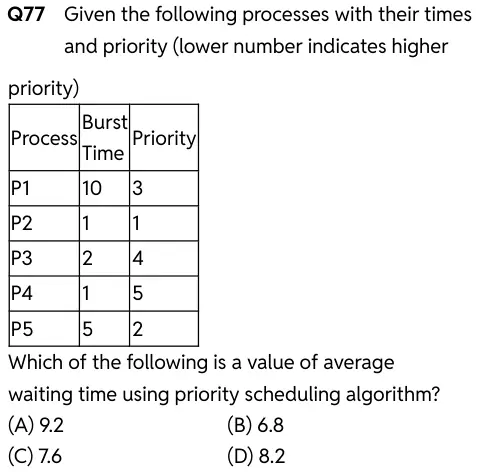 Q77 Given the following processes with their times
and priority (lower number indicates higher
priority)
Process Burst Time Priority
P1 10 3
P2 1 1
P3 2 4
P4 1 5
P5 5 2
Which of the following is a value of average
waiting time using priority scheduling algorithm?
(A) 9.2 (B) 6.8
(C) 7.6 (D) 8.2